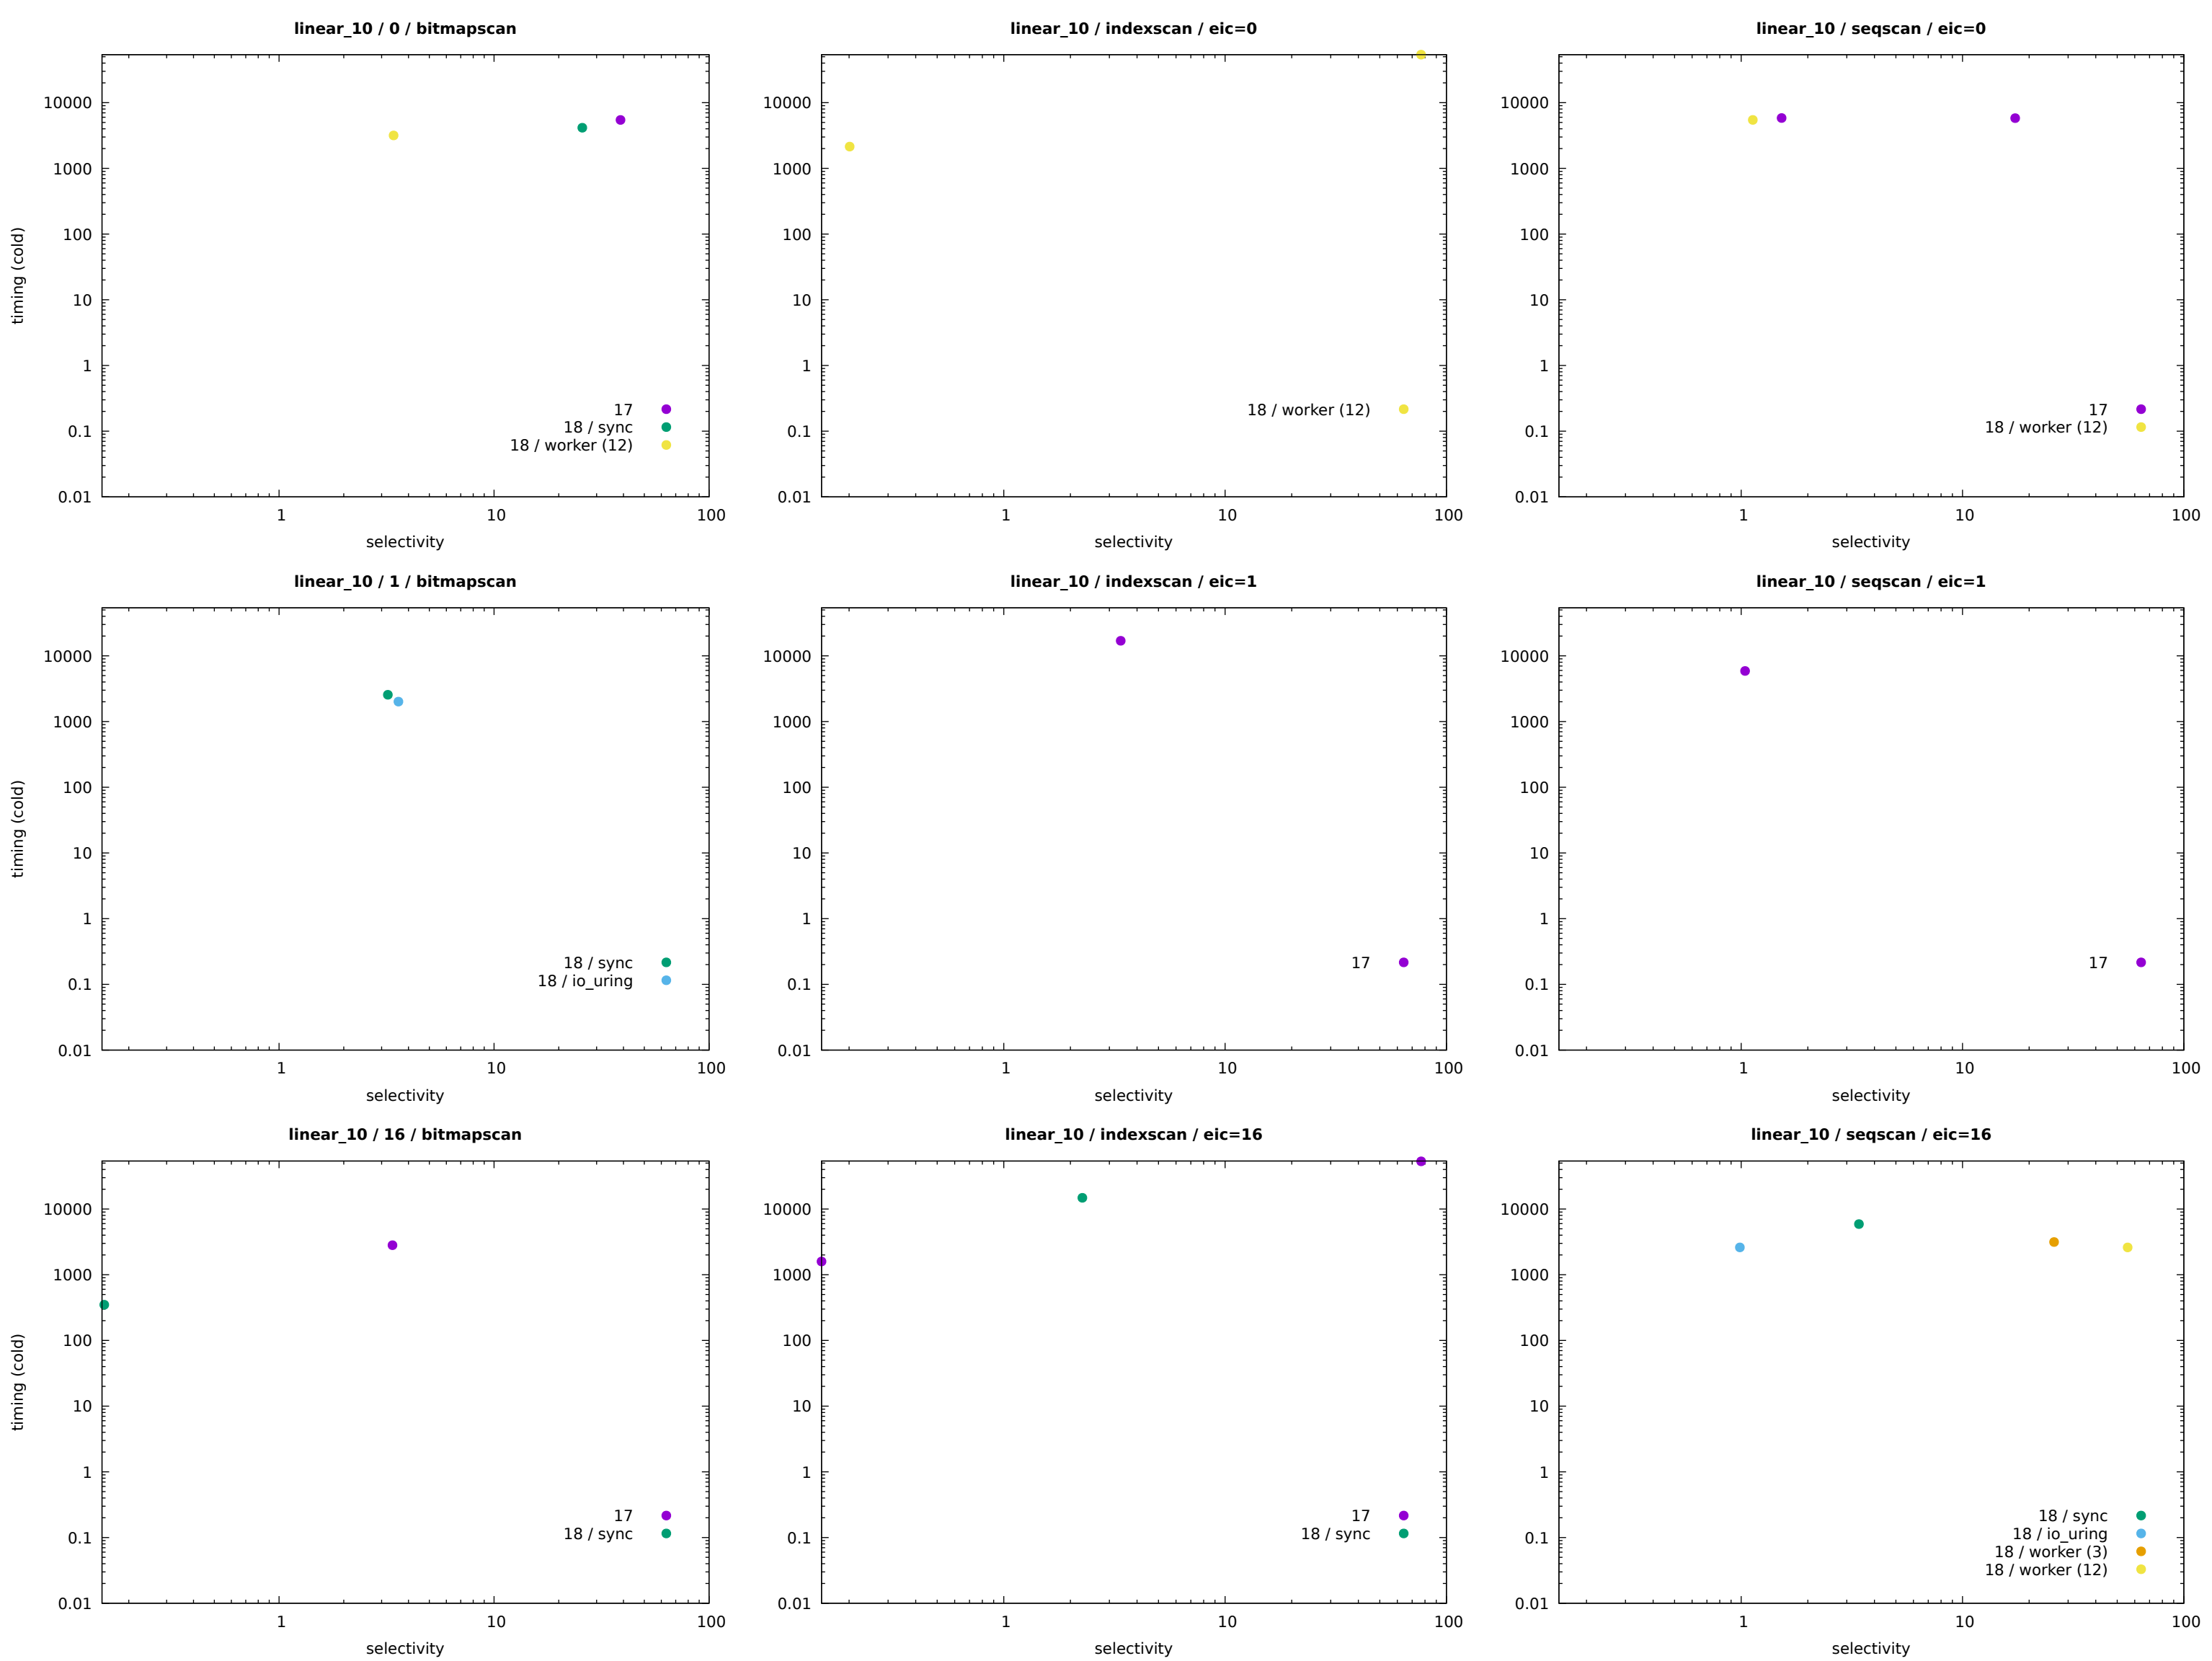 linear_10 / 0 / bitmapscan
timing (cold)
10000
1000
100
10
1
0.1
0.01
17
18 / sync
18 / worker (12)
1 10 100
selectivity
linear_10 / indexscan / eic=0
10000
1000
100
10
1
0.1
0.01
18 / worker (12)
1 10 100
selectivity
linear_10 / seqscan / eic=0
10000
1000
100
10
1
0.1
0.01
17
18 / worker (12)
1 10 100
selectivity
linear_10 / 1 / bitmapscan
timing (cold)
10000
1000
100
10
1
0.1
0.01
18 / sync
18 / io_uring
1 10 100
selectivity
linear_10 / indexscan / eic=1
10000
1000
100
10
1
0.1
0.01
17
1 10 100
selectivity
linear_10 / seqscan / eic=1
10000
1000
100
10
1
0.1
0.01
17
1 10 100
selectivity
linear_10 / 16 / bitmapscan
timing (cold)
10000
1000
100
10
1
0.1
0.01
17
18 / sync
1 10 100
selectivity
linear_10 / indexscan / eic=16
10000
1000
100
10
1
0.1
0.01
17
18 / sync
1 10 100
selectivity
linear_10 / seqscan / eic=16
10000
1000
100
10
1
0.1
0.01
18 / sync
18 / io_uring
18 / worker (3)
18 / worker (12)
1 10 100
selectivity